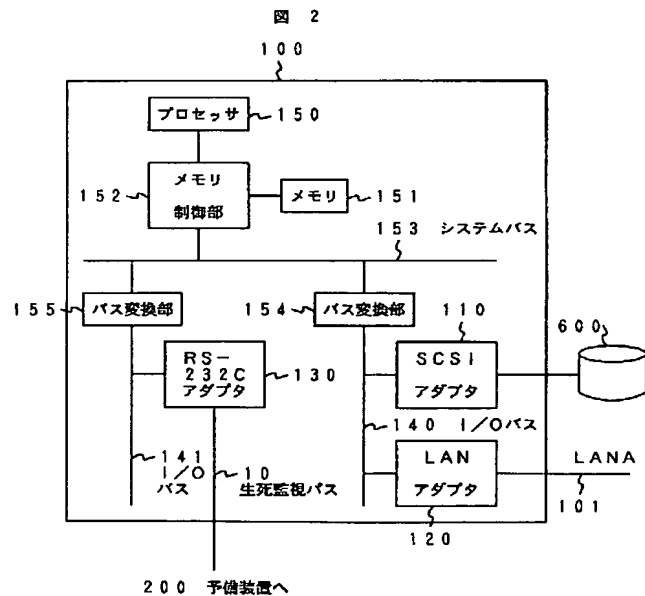 図 2
100
プロセッサ 150
152 メモリ制御部
メモリ 151
153 システムバス
155 バス変換部
154 バス変換部
110
600
RS-
232C
アダプタ
130
SCSI
アダプタ
140 I/Oバス
141
I/O
バス
10
生死監視パス
LAN
アダプタ
120
LANA
101
200 予備装置へ